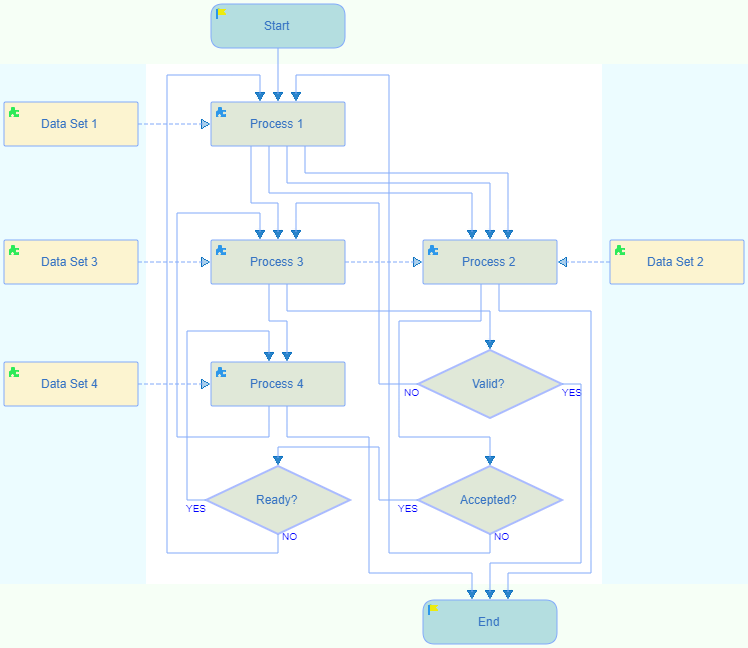 Start
Data Set 1
Process 1
Data Set 3
Process 3
Process 2
Data Set 2
Data Set 4
Process 4
Valid?
NO
YES
Ready?
Accepted?
YES
YES
NO
NO
End